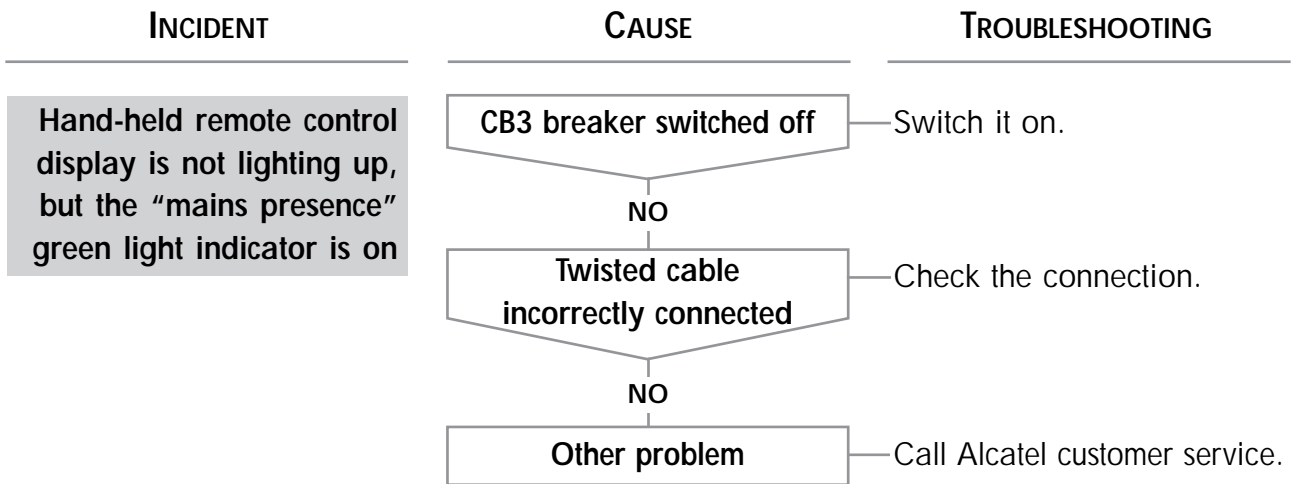 INCIDENT
CAUSE
TROUBLESHOOTING
Hand-held remote control
display is not lighting up,
but the “mains presence”
green light indicator is on
CB3 breaker switched off
Switch it on.
NO
Twisted cable
incorrectly connected
Check the connection.
NO
Other problem
Call Alcatel customer service.